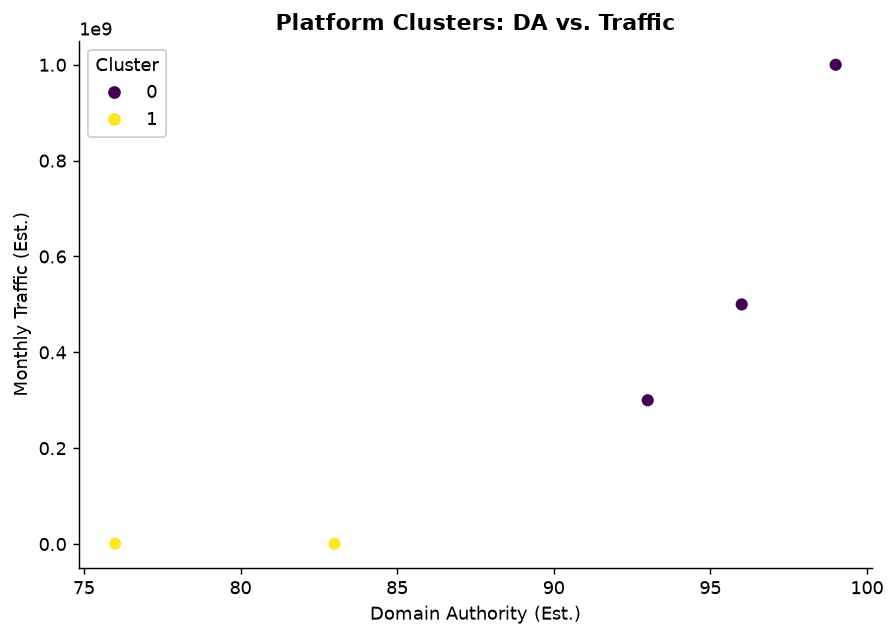 Platform Clusters: DA vs. Traffic
1e9
Cluster
0
1
1.0
0.8
0.6
0.4
0.2
0.0
Monthly Traffic (Est.)
75 80 85 90 95 100
Domain Authority (Est.)